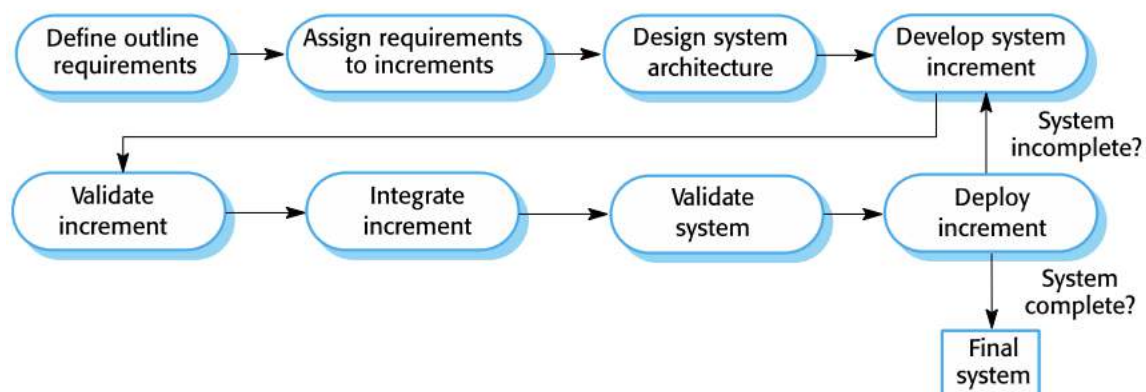 Define outline
requirements
Assign requirements
to increments
Design system
architecture
Develop system
increment
System
incomplete?
Validate
increment
Integrate
increment
Validate
system
Deploy
increment
System
complete?
Final
system